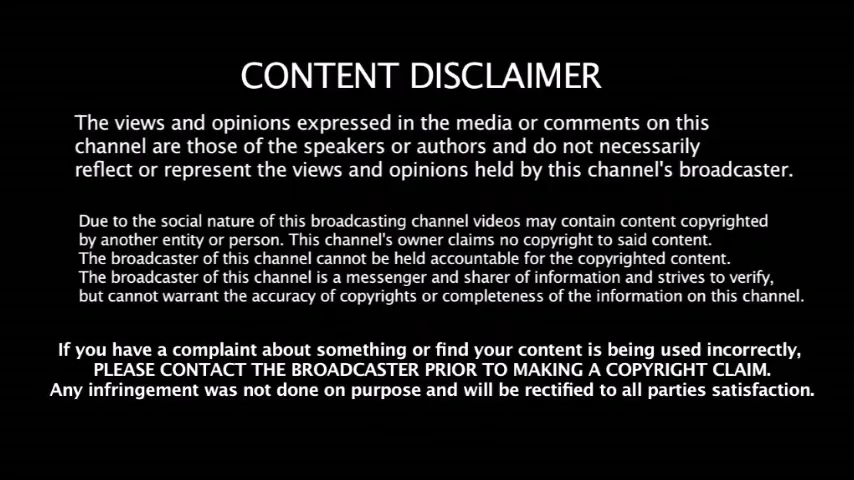 CONTENT DISCLAIMER
The views and opinions expressed in the media or comments on this
channel are those of the speakers or authors and do not necessarily
reflect or represent the views and opinions held by this channel's broadcaster.
Due to the social nature of this broadcasting channel videos may contain content copyrighted
by another entity or person. This channel's owner claims no copyright to said content.
The broadcaster of this channel cannot be held accountable for the copyrighted content.
The broadcaster of this channel is a messenger and sharer of information and strives to verify,
but cannot warrant the accuracy of copyrights or completeness of the information on this channel.
If you have a complaint about something or find your content is being used incorrectly,
PLEASE CONTACT THE BROADCASTER PRIOR TO MAKING A COPYRIGHT CLAIM.
Any infringement was not done on purpose and will be rectified to all parties satisfaction.